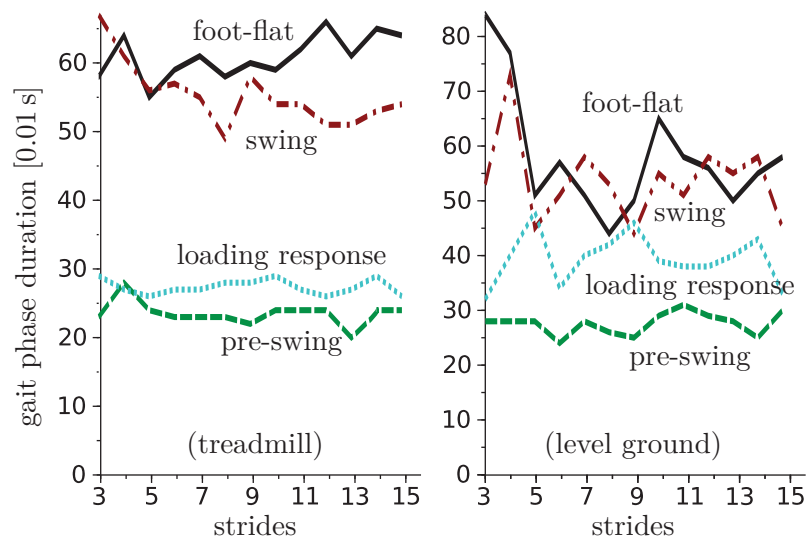 gait phase duration [0.01 s]
60
50
40
30
20
10
0
foot-flat
swing
loading response
pre-swing
(treadmill)
3 5 7 9 11 13 15
strides
80
70
60
50
40
30
20
10
0
foot-flat
swing
loading response
pre-swing
(level ground)
3 5 7 9 11 13 15
strides